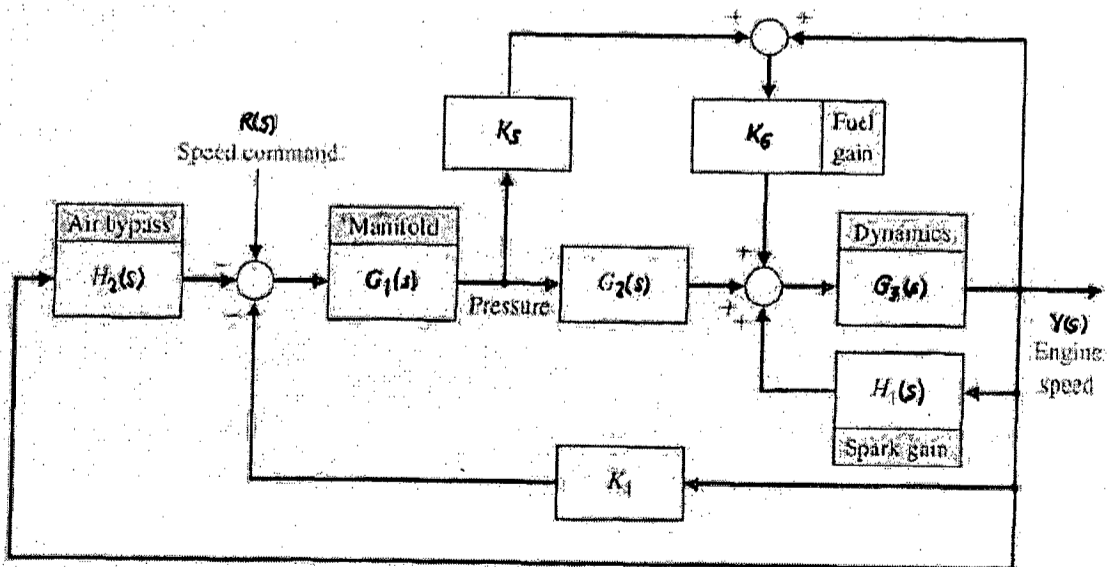 + +
K5
K6
Fuel
gain
R(s)
Speed command
Air bypass
H2(s)
−
−
Manifold
G1(s)
Pressure
G2(s)
+
+
+
Dynamics
G3(s)
Y(s)
Engine
speed
H1(s)
Spark gain
K4